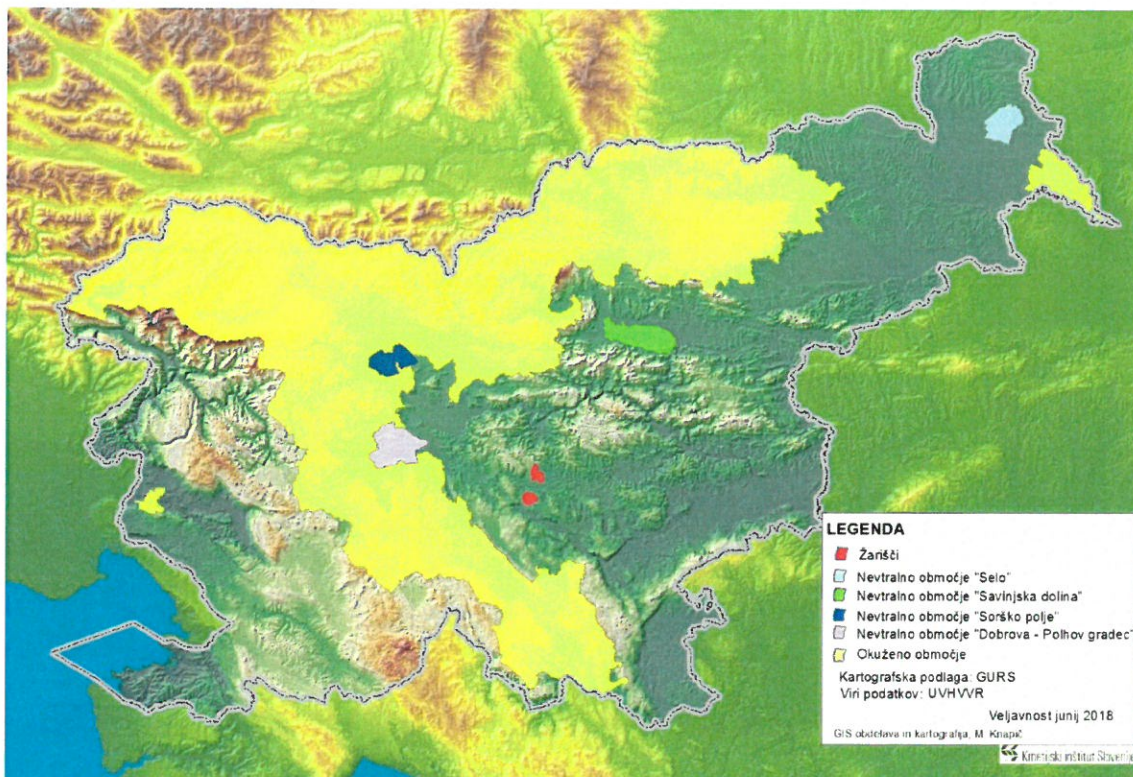 LEGENDA
Žarišči
Nevtralno območje "Selo"
Nevtralno območje "Savinjska dolina"
Nevtralno območje "Sorško polje"
Nevtralno območje "Dobrova - Polhov gradec"
Okuženo območje
Kartografska podlaga: GURS
Viri podatkov: UVHVVR
Veljavnost junij 2018
GIS obdelava in kartografija, M. Knapič
Kmetijski inštitut Slovenije